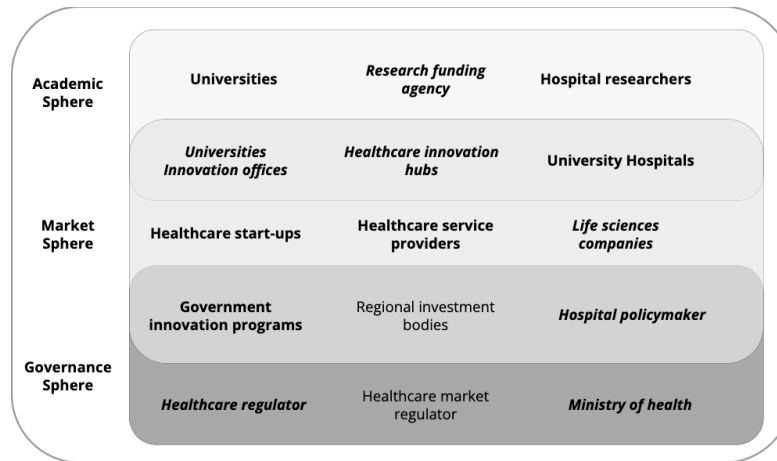 Academic
Sphere
Universities
Research funding
agency
Hospital researchers
Universities
Innovation offices
Healthcare innovation
hubs
University Hospitals
Market
Sphere
Healthcare start-ups
Healthcare service
providers
Life sciences
companies
Government
innovation programs
Regional investment
bodies
Hospital policymaker
Governance
Sphere
Healthcare regulator
Healthcare market
regulator
Ministry of health